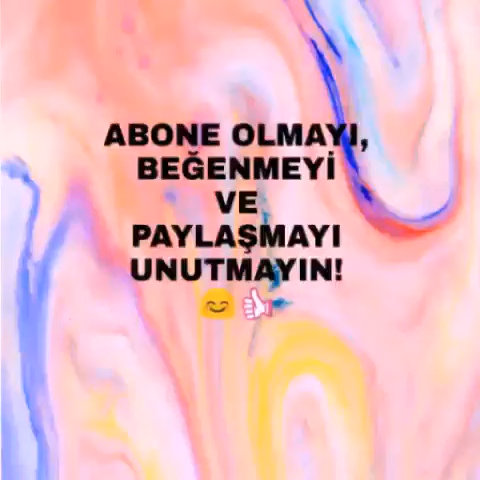 ABONE OLMAYI,
BEĞENMEYİ
VE
PAYLAŞMAYI
UNUTMAYIN!
😊👍